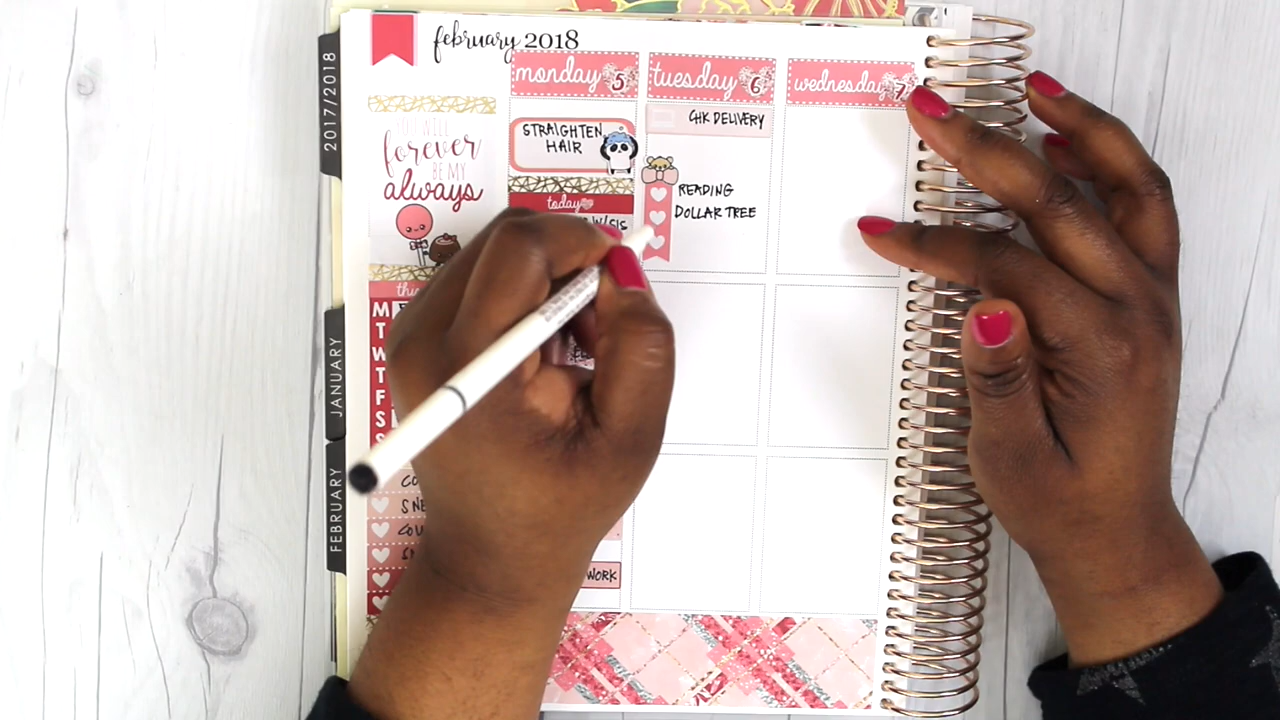 february 2018
2017/2018
JANUARY
FEBRUARY
YOU WILL
forever
BE MY
always
monday 5
STRAIGHTEN
HAIR
today
W/SIS
tuesday 6
CHK DELIVERY
READING
DOLLAR TREE
wednesday 7
M
T
W
T
F
S
WORK